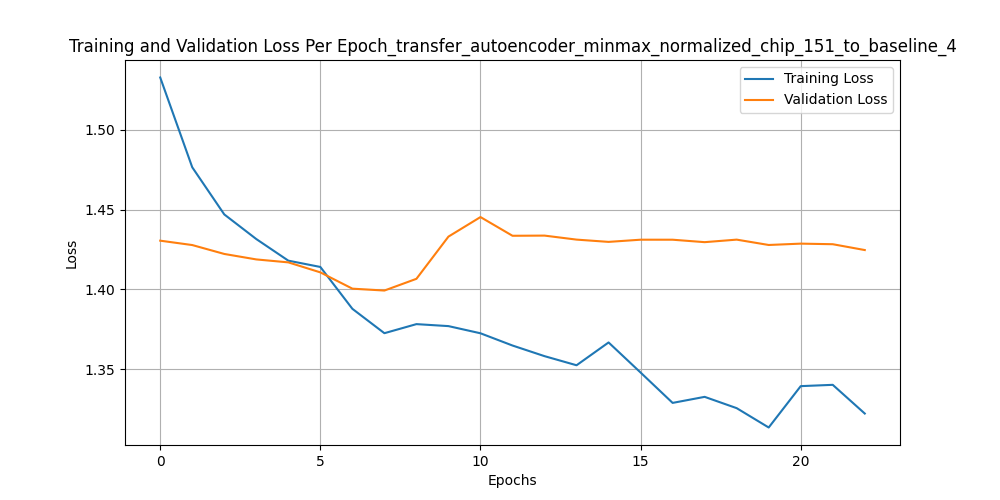 Training and Validation Loss Per Epoch_transfer_autoencoder_minmax_normalized_chip_151_to_baseline_4
Training Loss
Validation Loss
1.50
1.45
1.40
1.35
Loss
0 5 10 15 20
Epochs